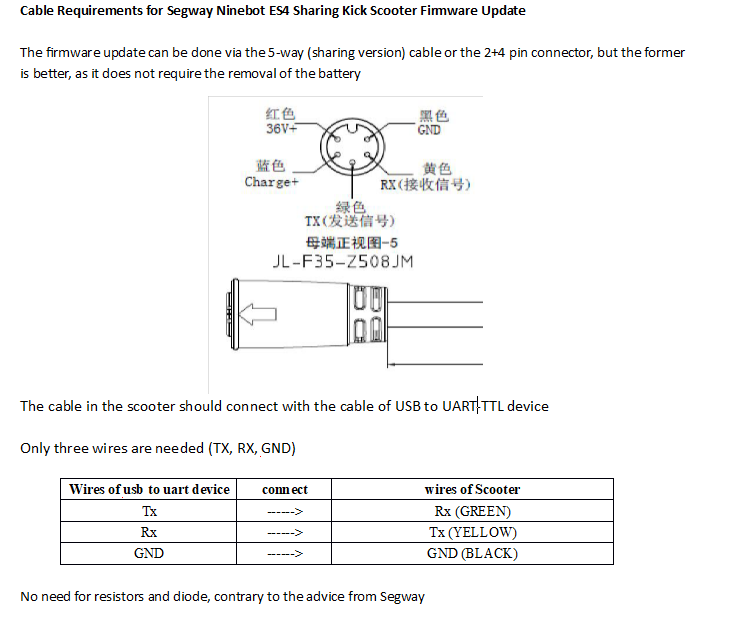 Cable Requirements for Segway Ninebot ES4 Sharing Kick Scooter Firmware Update
The firmware update can be done via the 5-way (sharing version) cable or the 2+4 pin connector, but the former
is better, as it does not require the removal of the battery
红色
36V+
黑色
GND
蓝色
Charge+
黄色
RX(接收信号)
绿色
TX(发送信号)
母端正视图-5
JL-F35-Z508JM
The cable in the scooter should connect with the cable of USB to UART-TTL device
Only three wires are needed (TX, RX, GND)
Wires of usb to uart device connect wires of Scooter
Tx ------> Rx (GREEN)
Rx ------> Tx (YELLOW)
GND ------> GND (BLACK)
No need for resistors and diode, contrary to the advice from Segway